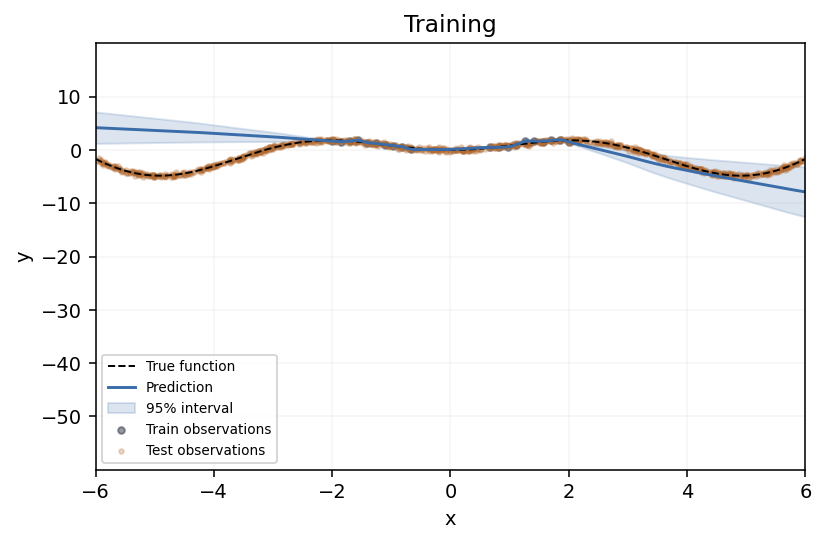 Training
10
0
−10
−20
−30
−40
−50
y
True function
Prediction
95% interval
Train observations
Test observations
−6
−4
−2
0
2
4
6
x